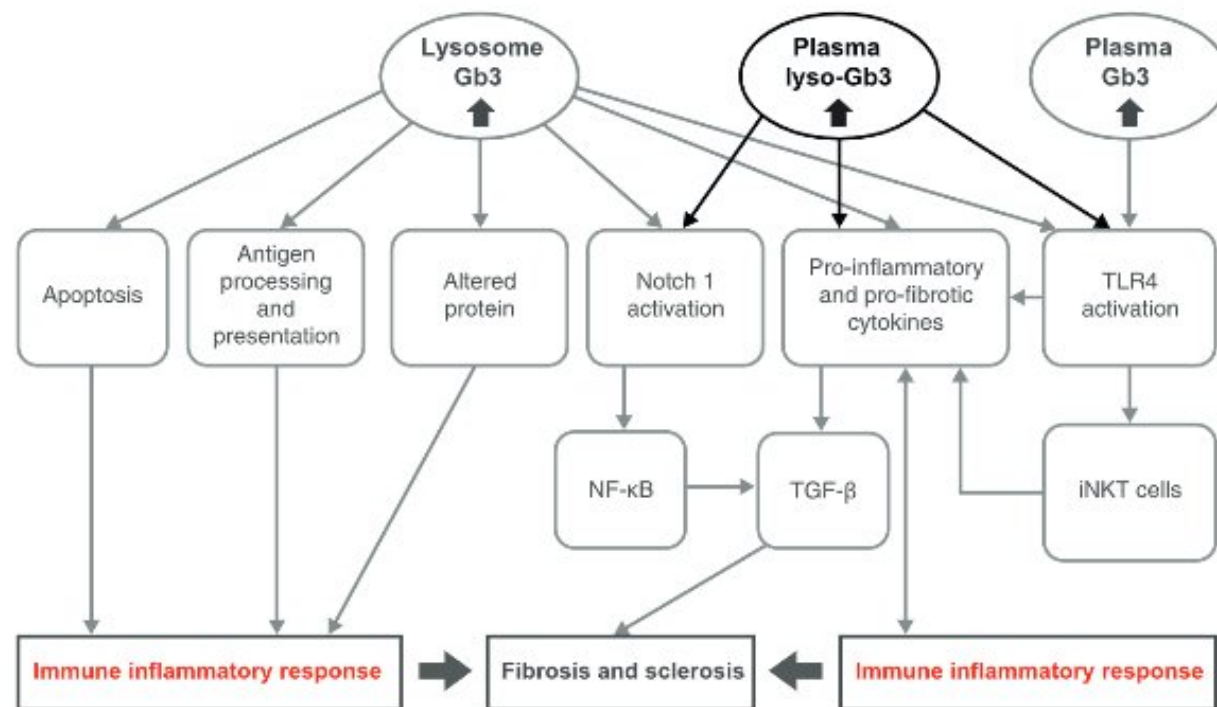 Lysosome
Gb3
Plasma
lyso-Gb3
Plasma
Gb3
Apoptosis
Antigen
processing
and
presentation
Altered
protein
Notch 1
activation
Pro-inflammatory
and pro-fibrotic
cytokines
TLR4
activation
NF-κB
TGF-β
iNKT cells
Immune inflammatory response
Fibrosis and sclerosis
Immune inflammatory response